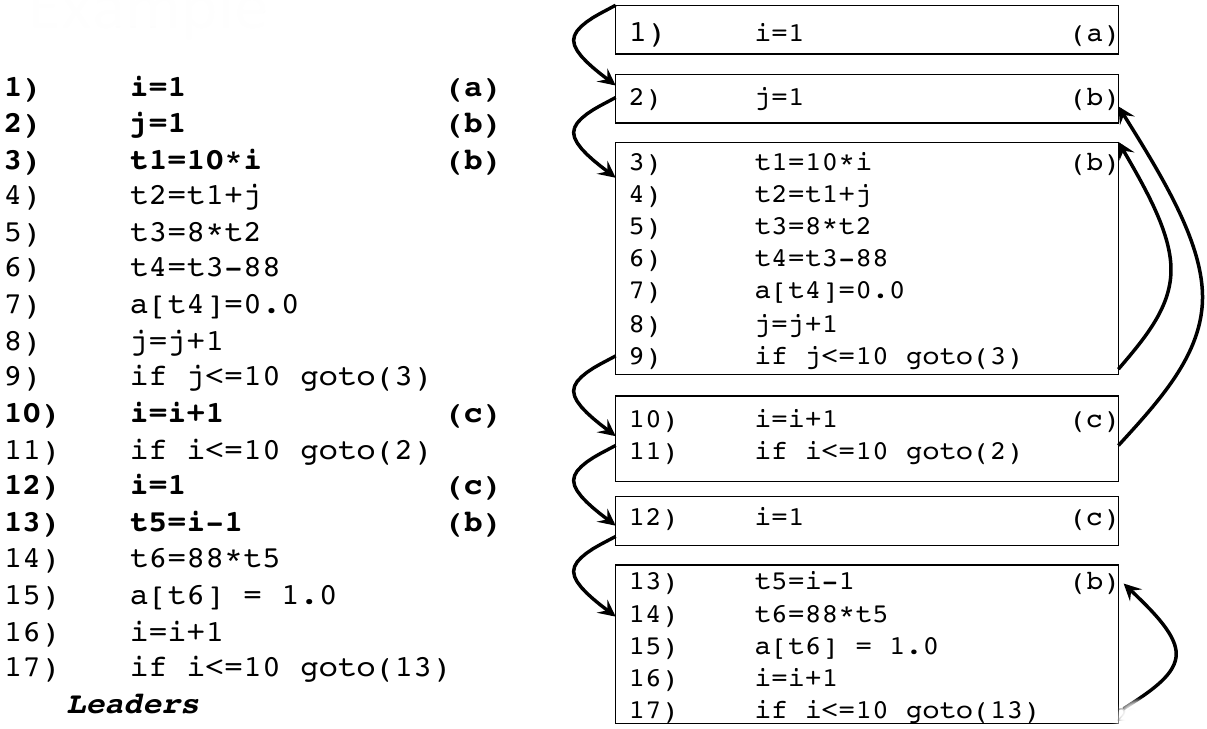 1) i=1 (a)
2) j=1 (b)
3) t1=10*i (b)
4) t2=t1+j
5) t3=8*t2
6) t4=t3-88
7) a[t4]=0.0
8) j=j+1
9) if j<=10 goto(3)
10) i=i+1 (c)
11) if i<=10 goto(2)
12) i=1 (c)
13) t5=i-1 (b)
14) t6=88*t5
15) a[t6] = 1.0
16) i=i+1
17) if i<=10 goto(13)
Leaders
1) i=1 (a)
2) j=1 (b)
3) t1=10*i (b)
4) t2=t1+j
5) t3=8*t2
6) t4=t3-88
7) a[t4]=0.0
8) j=j+1
9) if j<=10 goto(3)
10) i=i+1 (c)
11) if i<=10 goto(2)
12) i=1 (c)
13) t5=i-1 (b)
14) t6=88*t5
15) a[t6] = 1.0
16) i=i+1
17) if i<=10 goto(13)